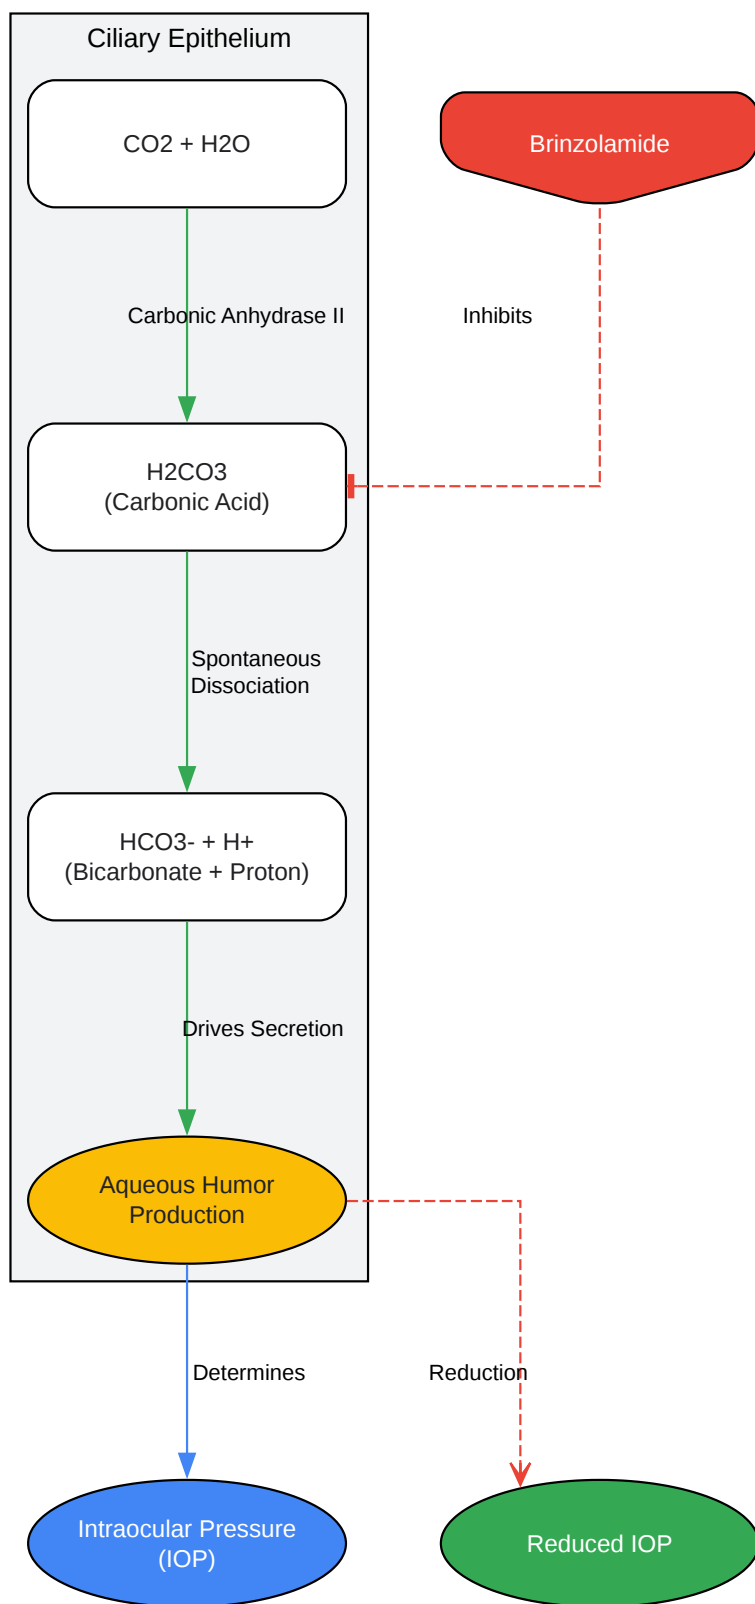 Ciliary Epithelium
CO2 + H2O
Brinzolamide
Carbonic Anhydrase II
Inhibits
H2CO3
(Carbonic Acid)
Spontaneous
Dissociation
HCO3- + H+
(Bicarbonate + Proton)
Drives Secretion
Aqueous Humor
Production
Determines
Reduction
Intraocular Pressure
(IOP)
Reduced IOP